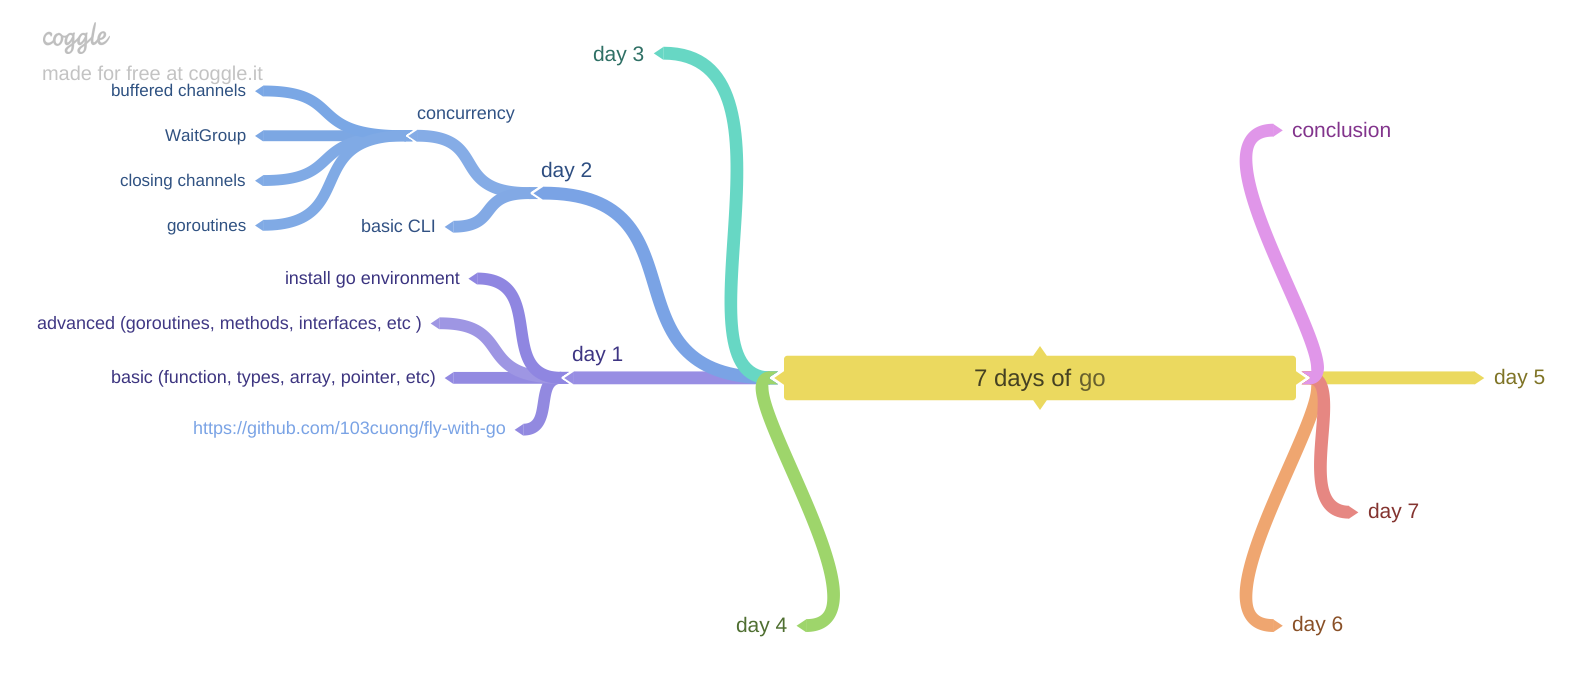 coggle
made for free at coggle.it
day 3
buffered channels
concurrency
WaitGroup
day 2
closing channels
goroutines
basic CLI
install go environment
advanced (goroutines, methods, interfaces, etc )
day 1
basic (function, types, array, pointer, etc)
https://github.com/103cuong/fly-with-go
day 4
7 days of go
conclusion
day 5
day 7
day 6